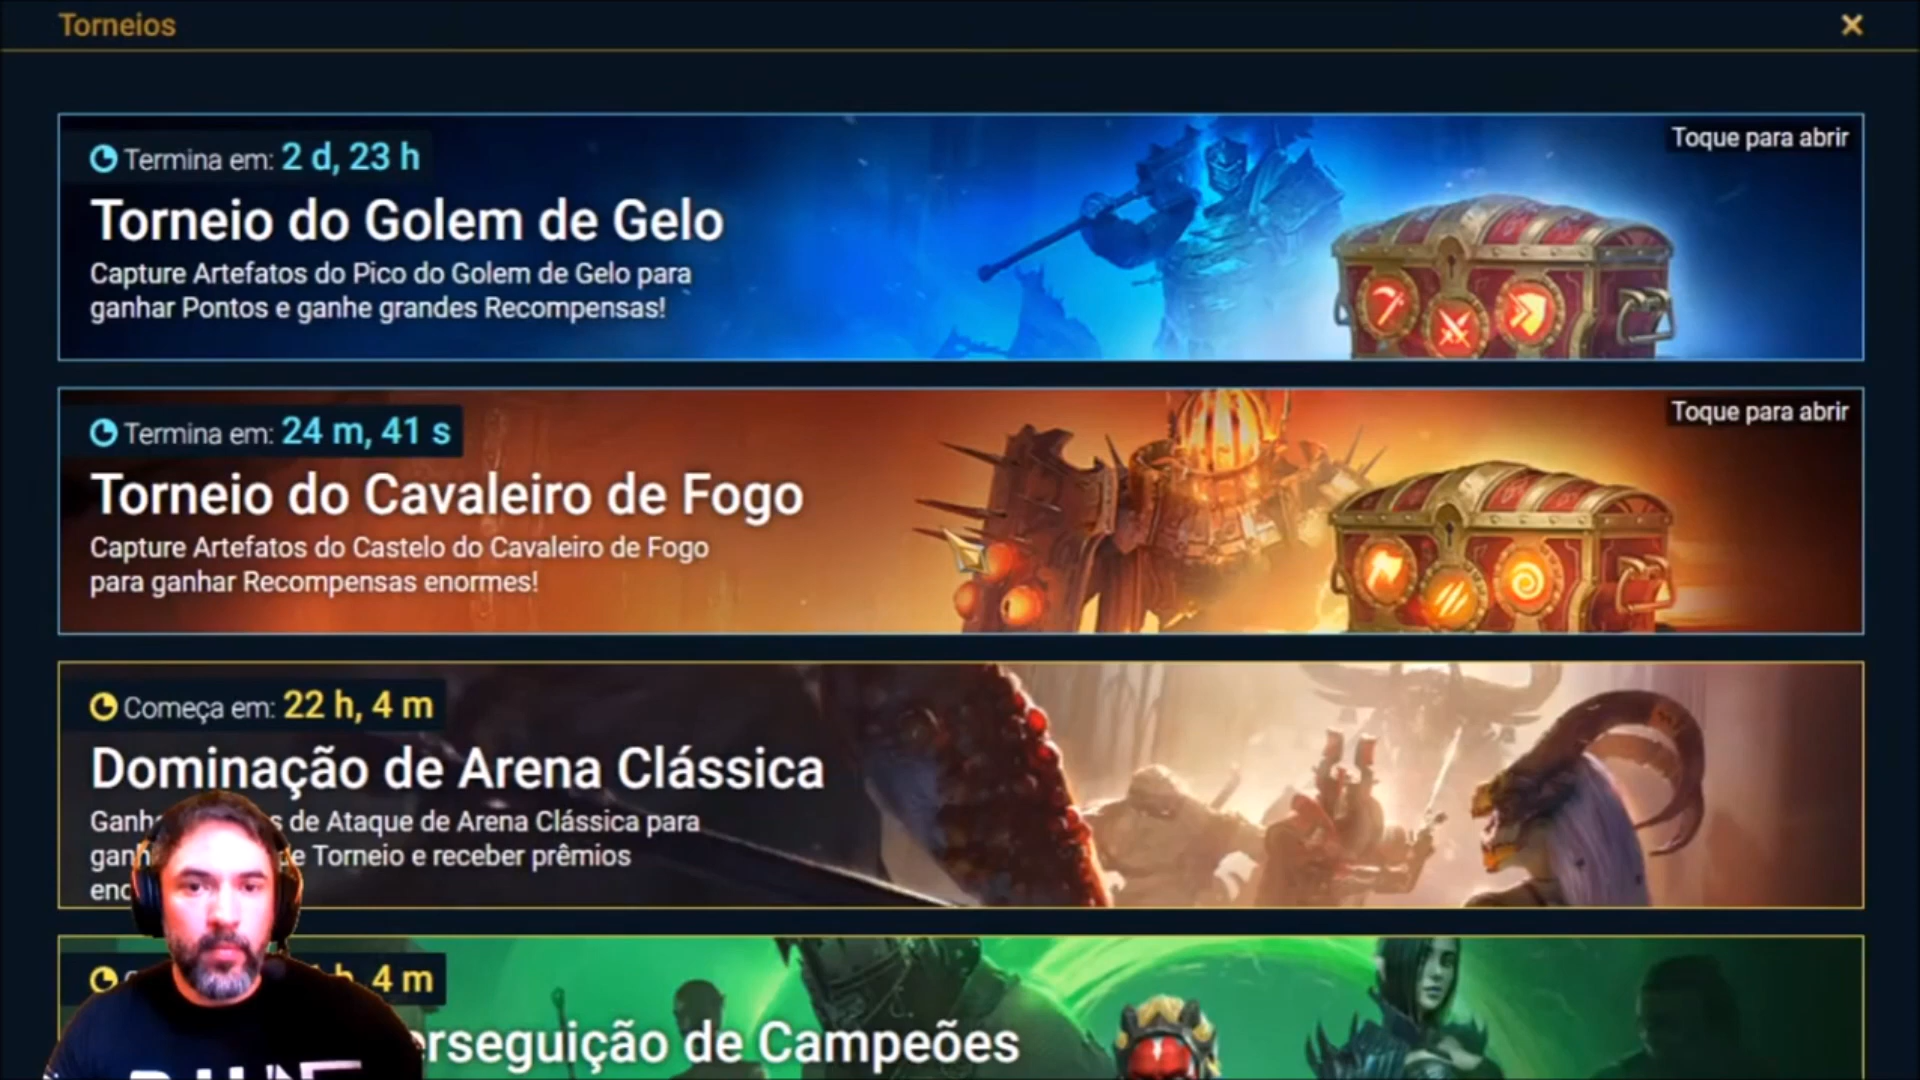 Torneios
Termina em: 2 d, 23 h
Toque para abrir
Torneio do Golem de Gelo
Capture Artefatos do Pico do Golem de Gelo para
ganhar Pontos e ganhe grandes Recompensas!
Termina em: 24 m, 41 s
Toque para abrir
Torneio do Cavaleiro de Fogo
Capture Artefatos do Castelo do Cavaleiro de Fogo
para ganhar Recompensas enormes!
Começa em: 22 h, 4 m
Dominação de Arena Clássica
de Ataque de Arena Clássica para
Torneio e receber prêmios
4 m
de Campeões